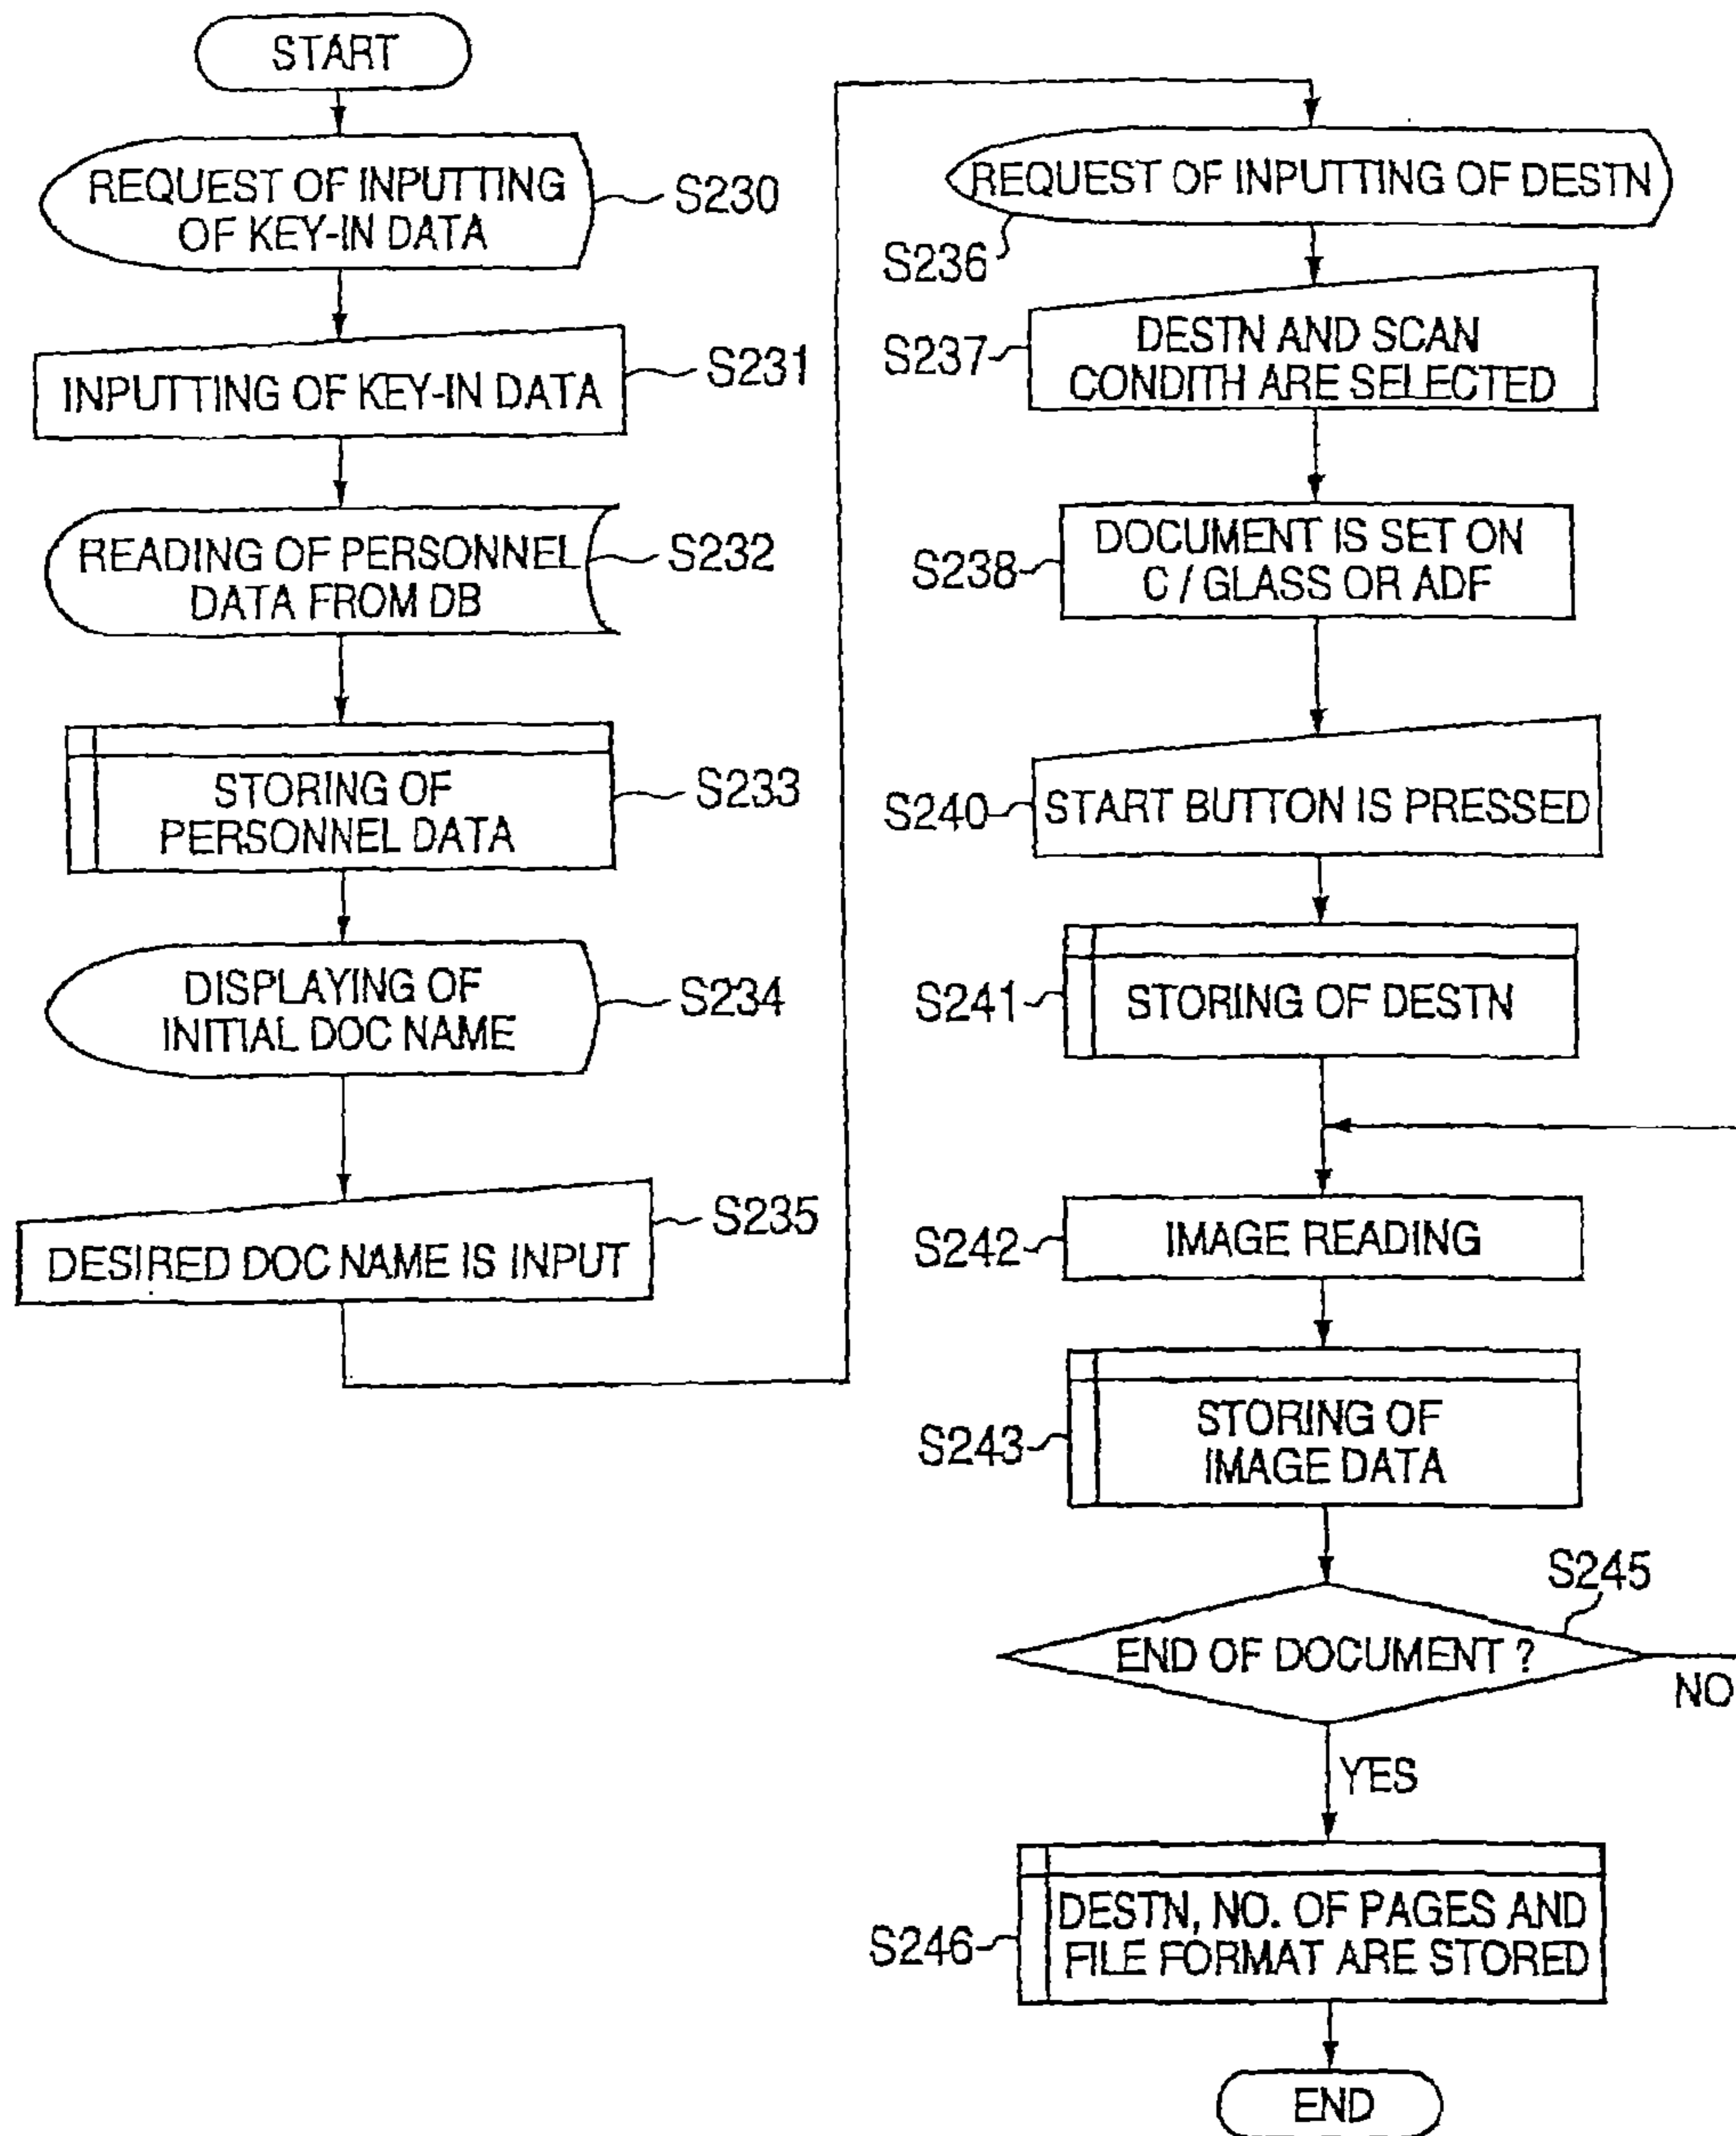 START
REQUEST OF INPUTTING
OF KEY-IN DATA
S230
INPUTTING OF KEY-IN DATA
S231
READING OF PERSONNEL
DATA FROM DB
S232
STORING OF
PERSONNEL DATA
S233
DISPLAYING OF
INITIAL DOC NAME
S234
DESIRED DOC NAME IS INPUT
S235
REQUEST OF INPUTTING OF DESTN
S236
DESTN AND SCAN
CONDITH ARE SELECTED
S237
DOCUMENT IS SET ON
C / GLASS OR ADF
S238
START BUTTON IS PRESSED
S240
STORING OF DESTN
S241
IMAGE READING
S242
STORING OF
IMAGE DATA
S243
END OF DOCUMENT ?
S245
NO
YES
DESTN, NO. OF PAGES AND
FILE FORMAT ARE STORED
S246
END